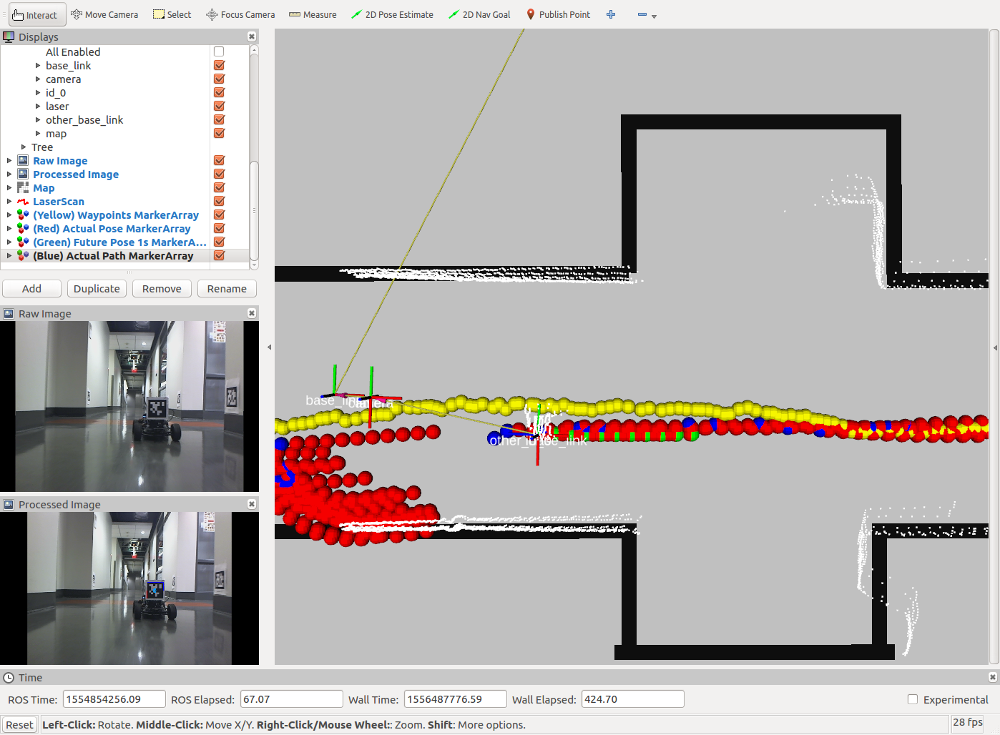 Interact Move Camera Select Focus Camera Measure 2D Pose Estimate 2D Nav Goal Publish Point
Displays
All Enabled
base_link
camera
id_0
laser
other_base_link
map
Tree
Raw Image
Processed Image
Map
LaserScan
(Yellow) Waypoints MarkerArray
(Red) Actual Pose MarkerArray
(Green) Future Pose 1s MarkerA...
(Blue) Actual Path MarkerArray
Add Duplicate Remove Rename
Raw Image
Processed Image
Time
ROS Time: 1554854256.09 ROS Elapsed: 67.07 Wall Time: 1556487776.59 Wall Elapsed: 424.70 Experimental
Reset Left-Click: Rotate. Middle-Click: Move X/Y. Right-Click/Mouse Wheel:: Zoom. Shift: More options. 28 fps